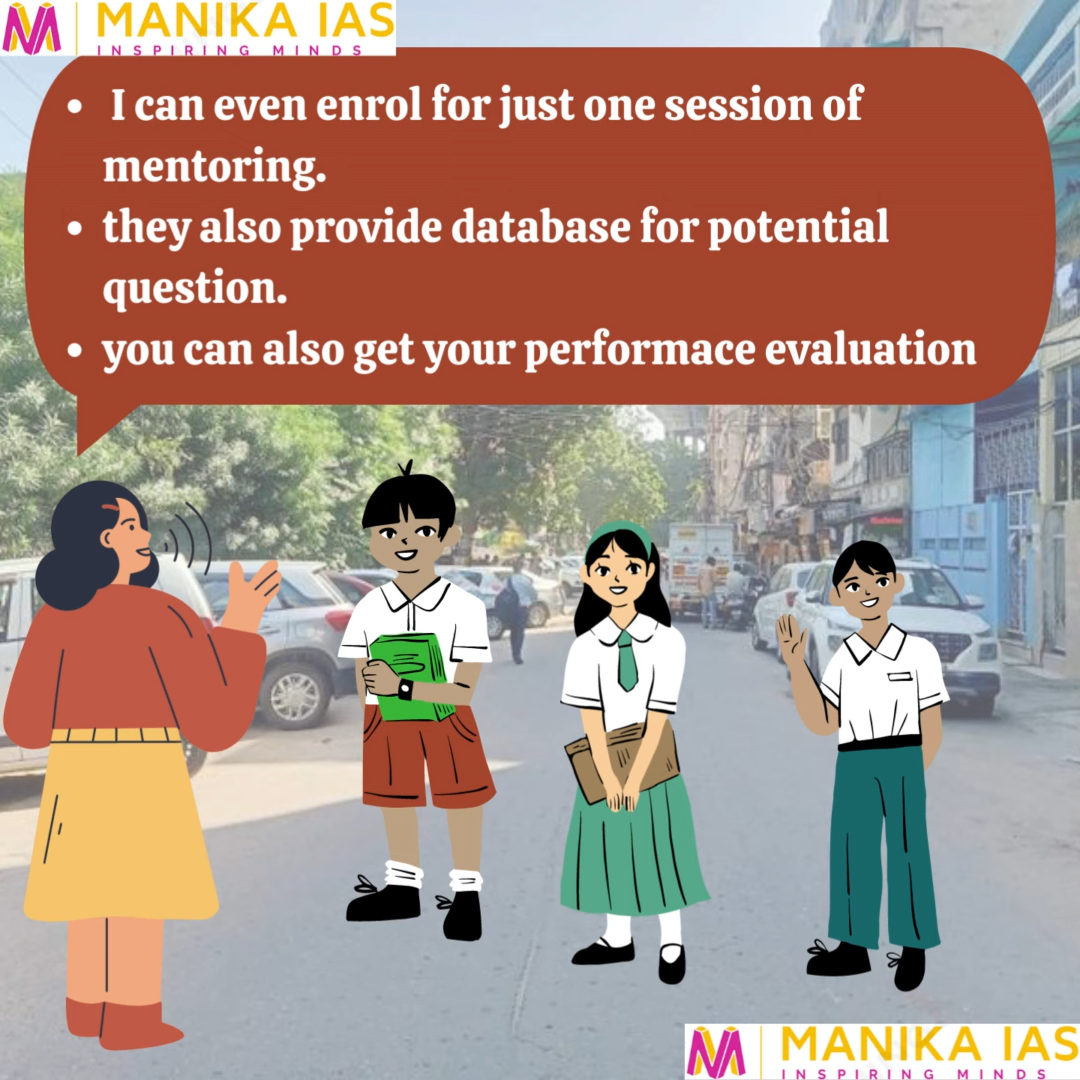 MANIKA IAS
INSPIRING MINDS
• I can even enrol for just one session of
mentoring.
• they also provide database for potential
question.
• you can also get your performace evaluation
MANIKA IAS
INSPIRING MINDS